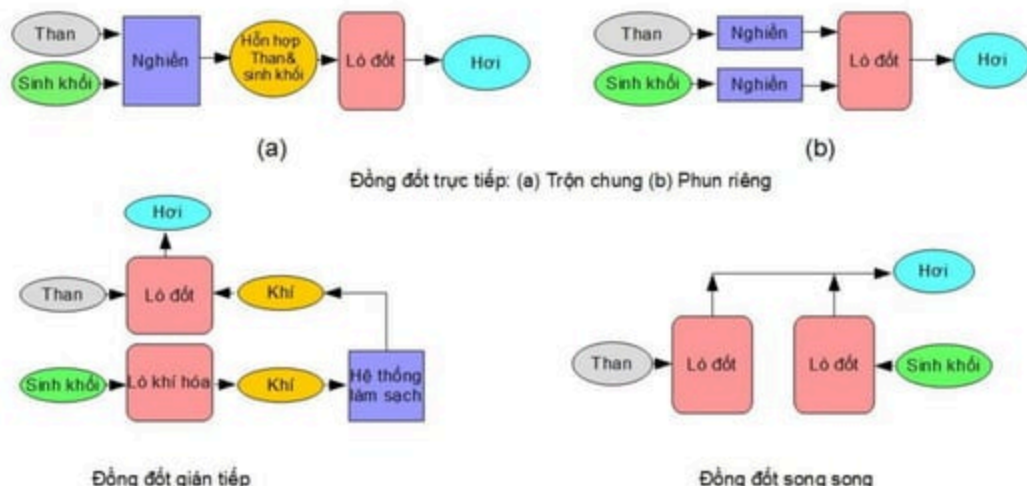 Than
Sinh khối
Nghiền
Hỗn hợp
Than&
sinh khối
Lò đốt
Hơi
(a)
Than
Sinh khối
Nghiền
Nghiền
Lò đốt
Hơi
(b)
Đồng đốt trực tiếp: (a) Trộn chung (b) Phun riêng
Hơi
Than
Lò đốt
Khí
Sinh khối
Lò khí hóa
Khí
Hệ thống
làm sạch
Đồng đốt gián tiếp
Hơi
Than
Lò đốt
Lò đốt
Sinh khối
Đồng đốt song song